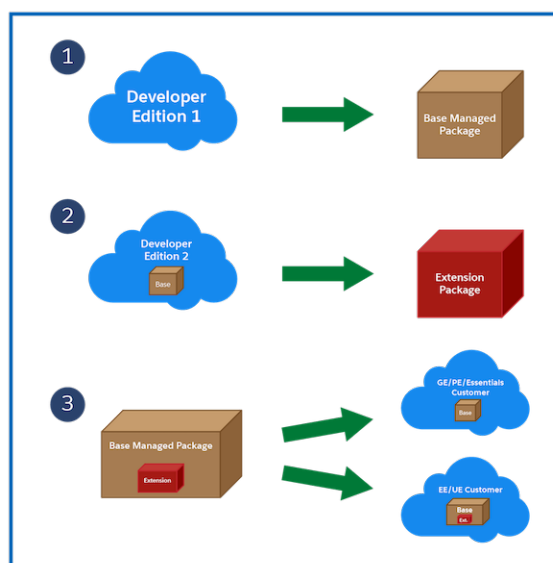 1
Developer
Edition 1
Base Managed
Package
2
Developer
Edition 2
Base
Extension
Package
3
Base Managed Package
Extension
GE/PE/Essentials
Customer
Base
EE/UE Customer
Base
Ext.